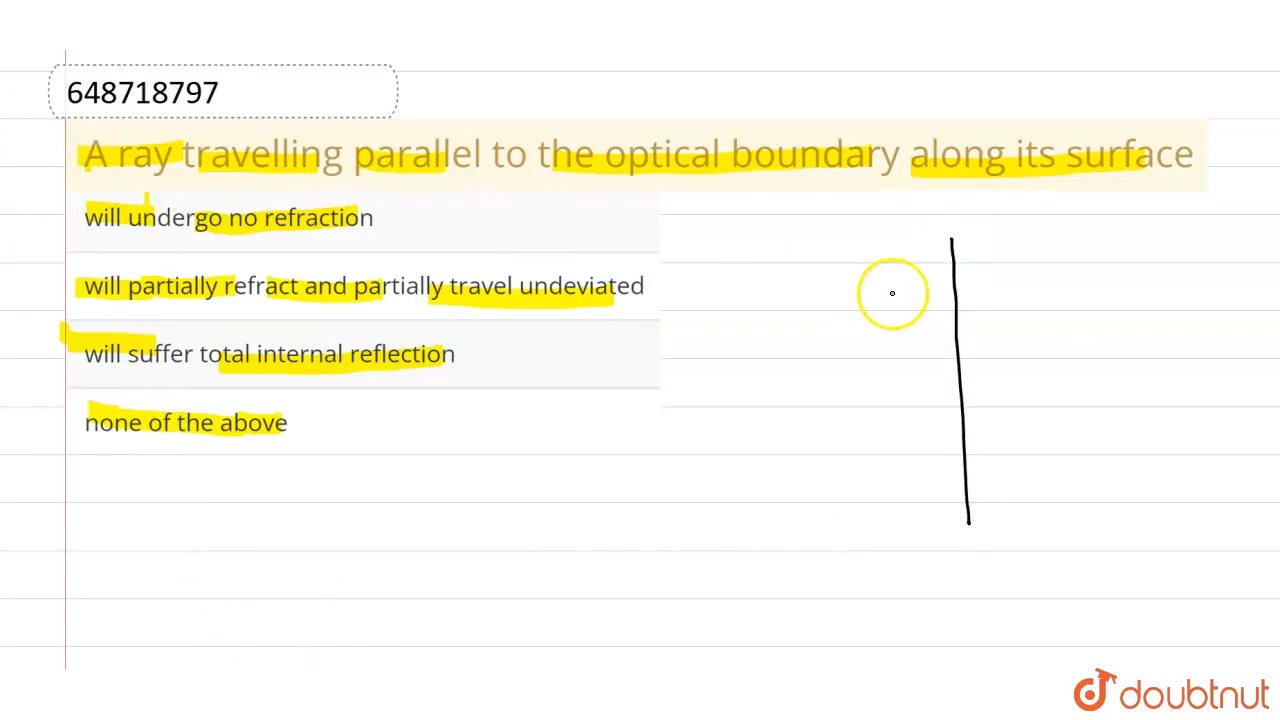 648718797
A ray travelling parallel to the optical boundary along its surface
will undergo no refraction
will partially refract and partially travel undeviated
will suffer total internal reflection
none of the above
doubtnut